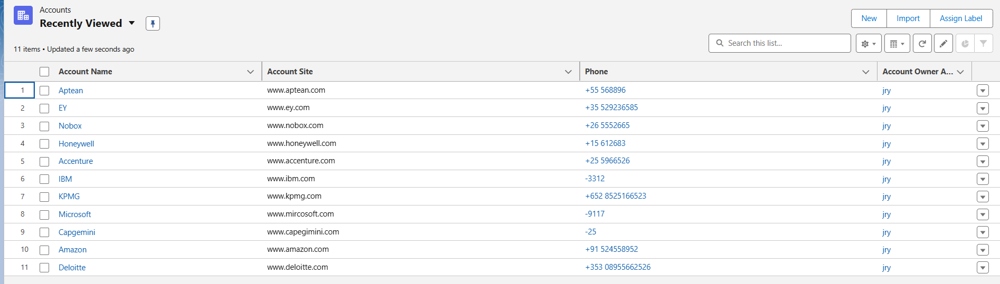 Accounts
Recently Viewed
New Import Assign Label
11 items • Updated a few seconds ago
Search this list...
Account Name Account Site Phone Account Owner A...
1 Aptean www.aptean.com +55 568896 jry
2 EY www.ey.com +35 529236585 jry
3 Nobox www.nobox.com +26 5552665 jry
4 Honeywell www.honeywell.com +15 612683 jry
5 Accenture www.accenture.com +25 5966526 jry
6 IBM www.ibm.com -3312 jry
7 KPMG www.kpmg.com +652 8525166523 jry
8 Microsoft www.mircosoft.com -9117 jry
9 Capgemini www.capegimini.com -25 jry
10 Amazon www.amazon.com +91 524558952 jry
11 Deloitte www.deloitte.com +353 08955662526 jry